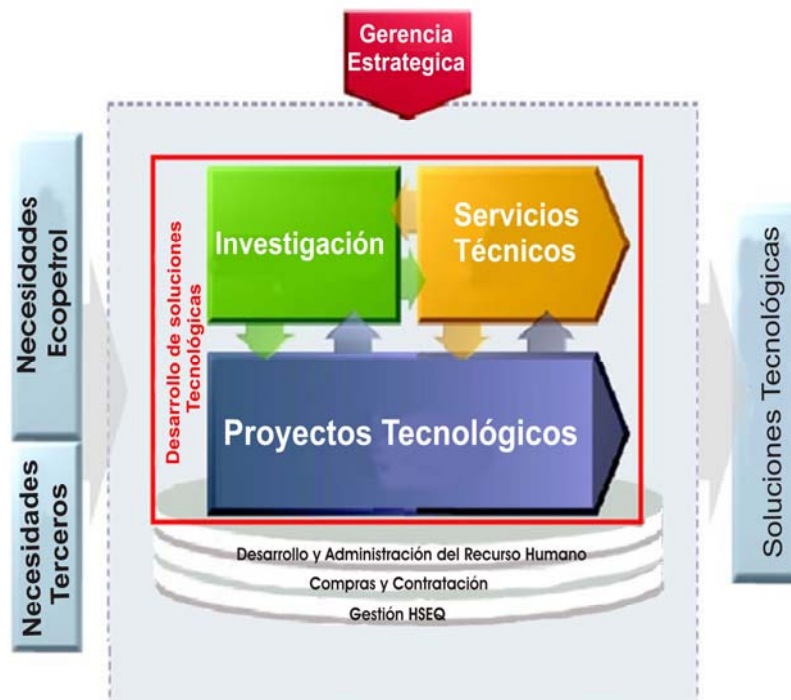 Gerencia
Estrategica
Necesidades
Ecopetrol
Necesidades
Terceros
Desarrollo de soluciones
Tecnológicas
Investigación
Servicios
Técnicos
Proyectos Tecnológicos
Desarrollo y Administración del Recurso Humano
Compras y Contratación
Gestión HSEQ
Soluciones Tecnológicas